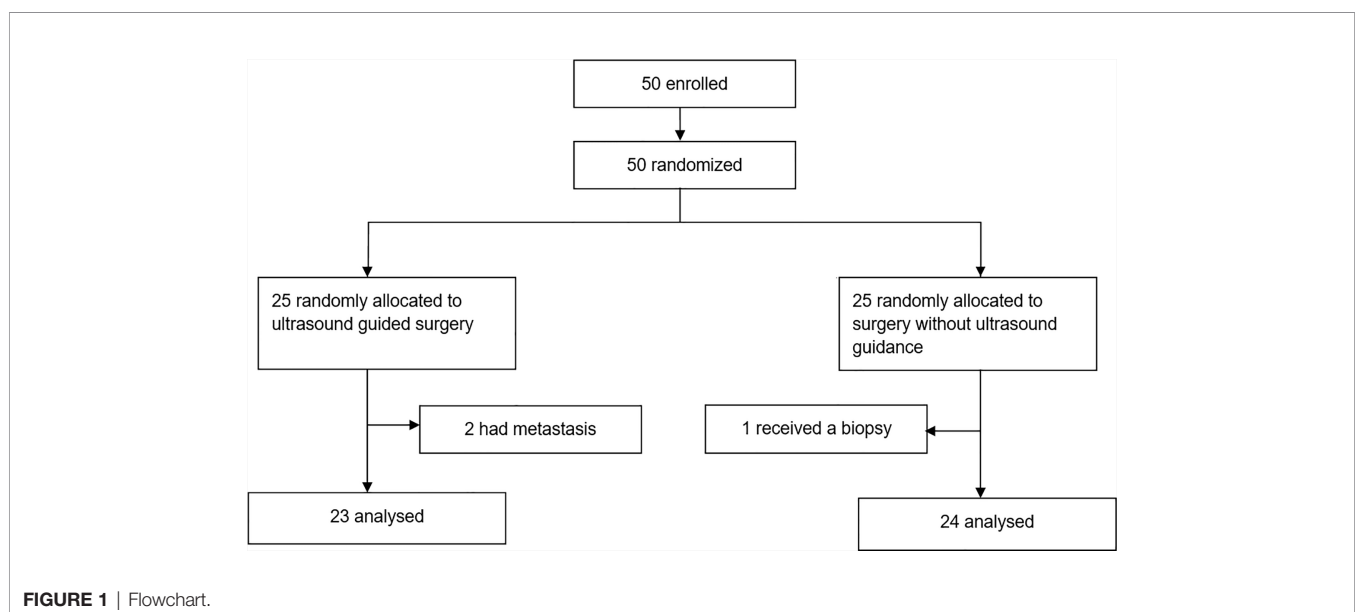 50 enrolled
50 randomized
25 randomly allocated to
ultrasound guided surgery
25 randomly allocated to
surgery without ultrasound
guidance
2 had metastasis
1 received a biopsy
23 analysed
24 analysed
FIGURE 1 | Flowchart.